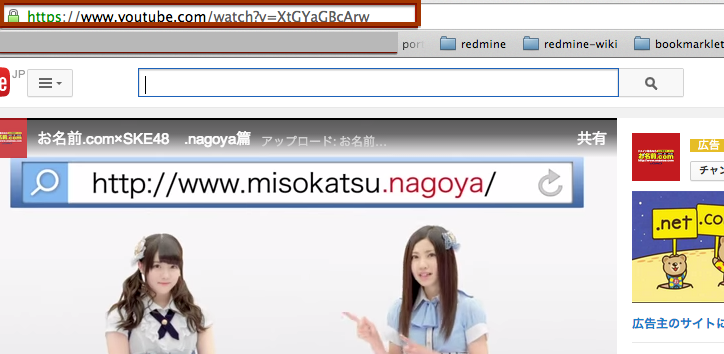 https://www.youtube.com/watch?v=XtGYaGBcArw
redmine redmine-wiki bookmarklet
JP
お名前.com×SKE48 .nagoya篇 アップロード: お名前… 共有
http://www.misokatsu.nagoya/
お名前.com
広告
チャン
.net .co
広告主のサイトに